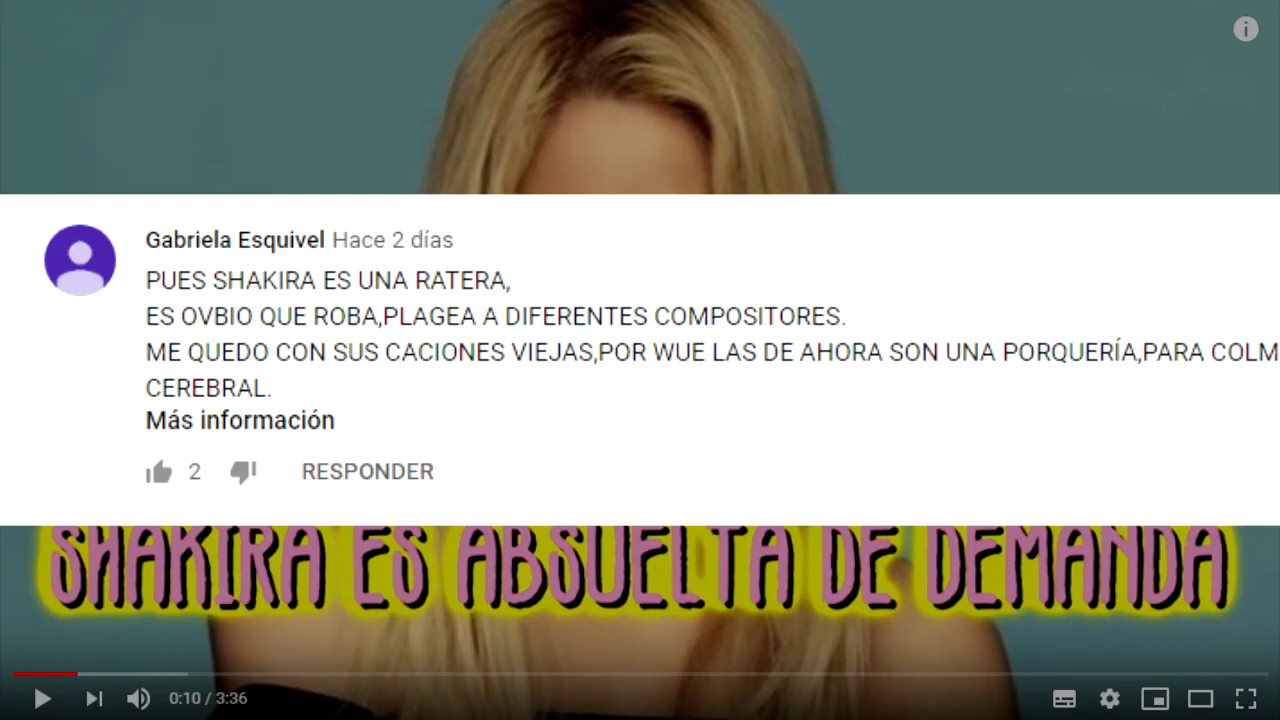 Gabriela Esquivel Hace 2 días
PUES SHAKIRA ES UNA RATERA,
ES OVBIO QUE ROBA,PLAGEA A DIFERENTES COMPOSITORES.
ME QUEDO CON SUS CACIONES VIEJAS,POR WUE LAS DE AHORA SON UNA PORQUERÍA,PARA COLM
CEREBRAL.
Más información
2 RESPONDER
SHAKIRA ES ABSUELTA DE DEMANDA
0:10 / 3:36